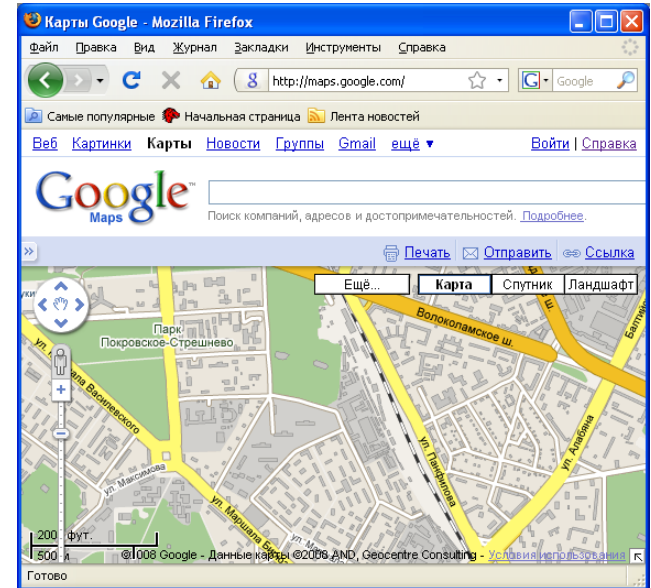 Карты Google - Mozilla Firefox
Файл Правка Вид Журнал Закладки Инструменты Справка
http://maps.google.com/ Google
Самые популярные Начальная страница Лента новостей
Веб Картинки Карты Новости Группы Gmail ещё ▼ Войти | Справка
Google™
Maps
Поиск компаний, адресов и достопримечательностей. Подробнее.
Печать Отправить Ссылка
Ещё... Карта Спутник Ландшафт
Волоколамское ш.
Парк
Покровское-Стрешнево
ул. Маршала Василевского
ул. Алабяна
ул. Панфилова
ул. Максимова
ул. Маршала
200 фут.
500 м
©2008 Google - Данные карты ©2008 AND, Geocentre Consulting - Условия использования
Готово